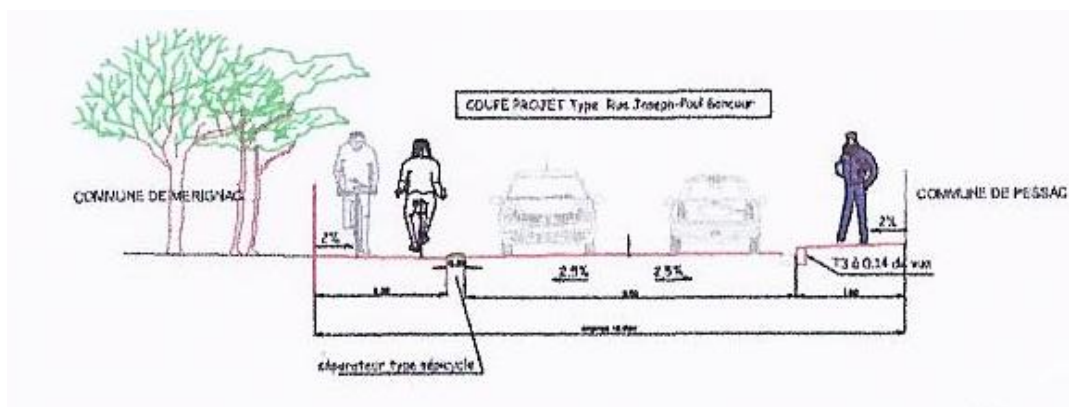 COUPE PROJET Type Rue Joseph-Paul Boncour
COMMUNE DE MERIGNAC
COMMUNE DE PESSAC
2%
2%
T3 à 0.14 de vue
2.5%
2.5%
séparateur type sépicycle